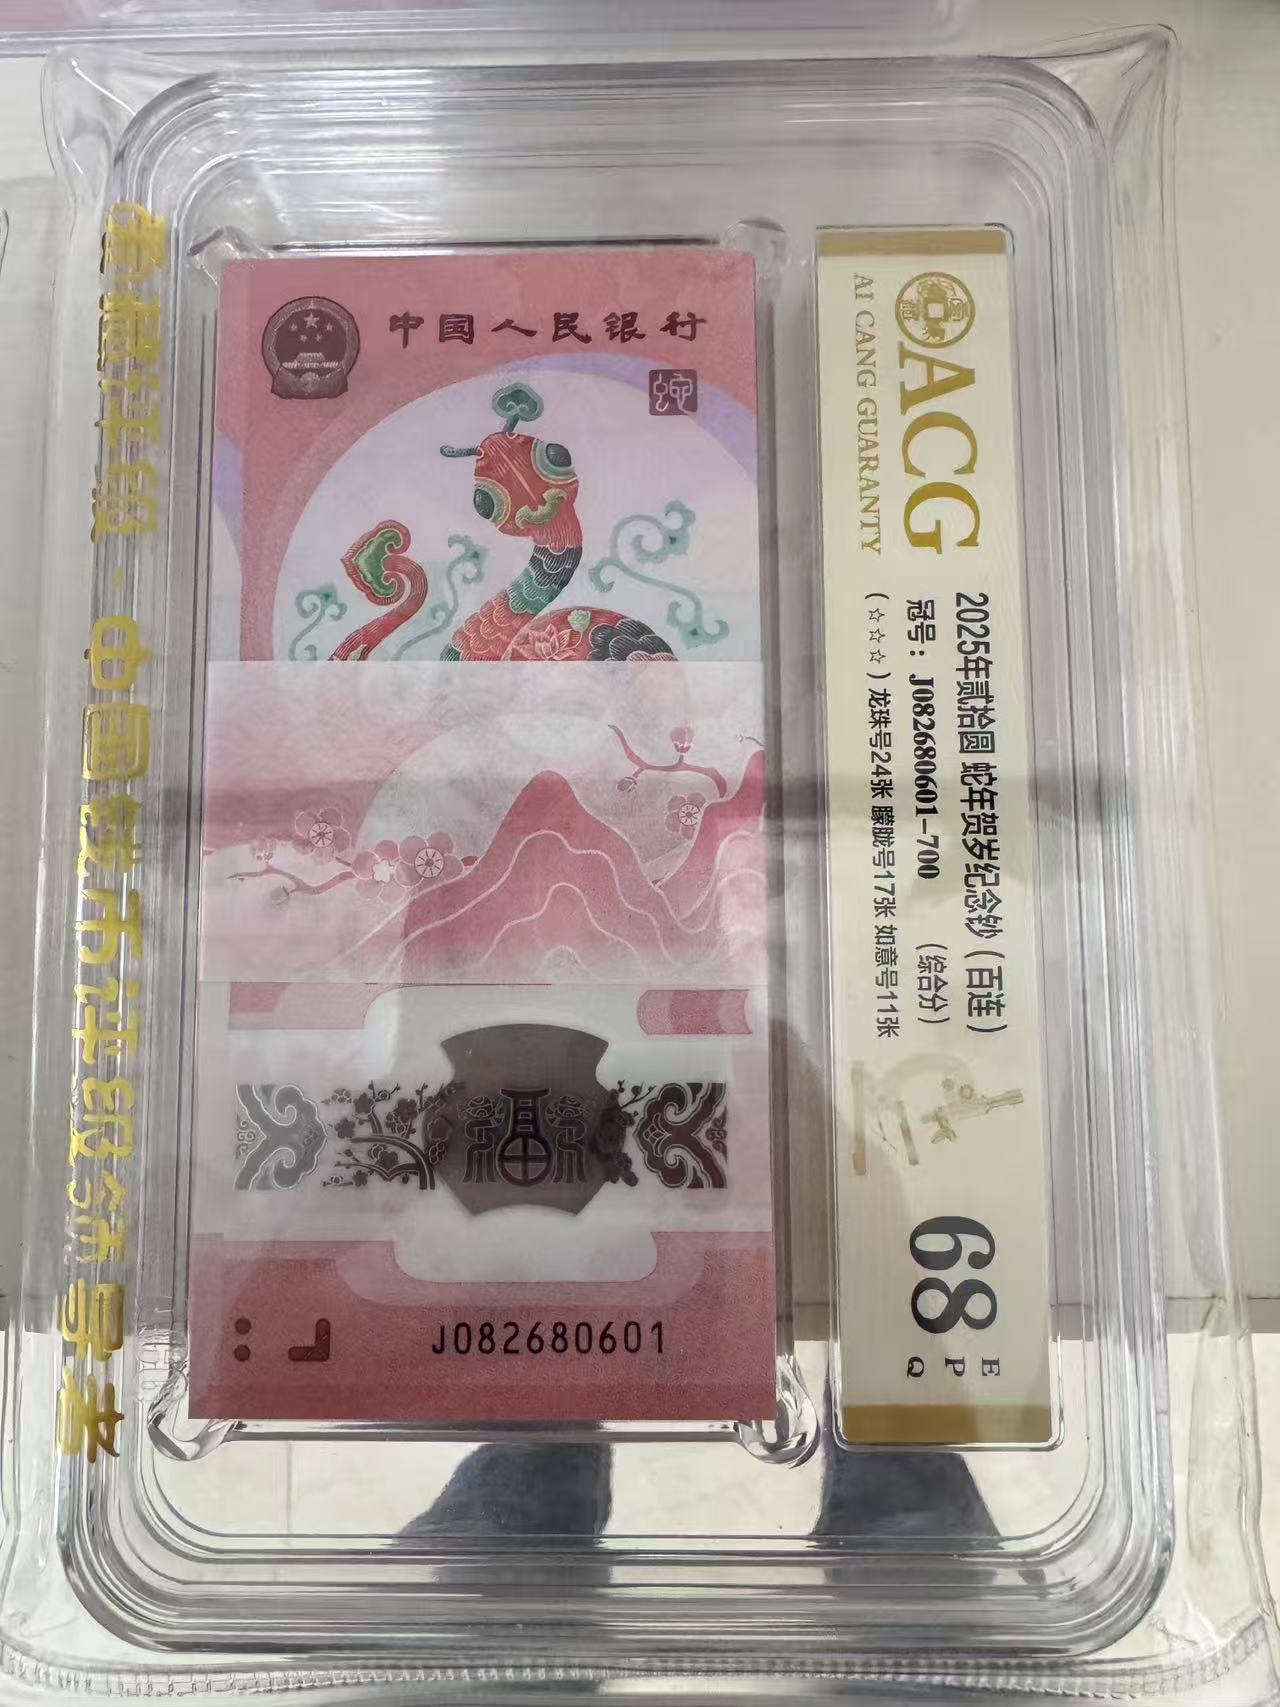 中国人民银行
蛇
J082680601
ACG
AI CANG GUARANTY
2025年贰拾圆 蛇年贺岁纪念钞（百连）
冠号：J082680601-700 （综合分）
（☆☆☆）龙珠号24张 朦胧号17张 如意号11张
68
E
P
Q
爱藏评级·中国钱币评级领导者